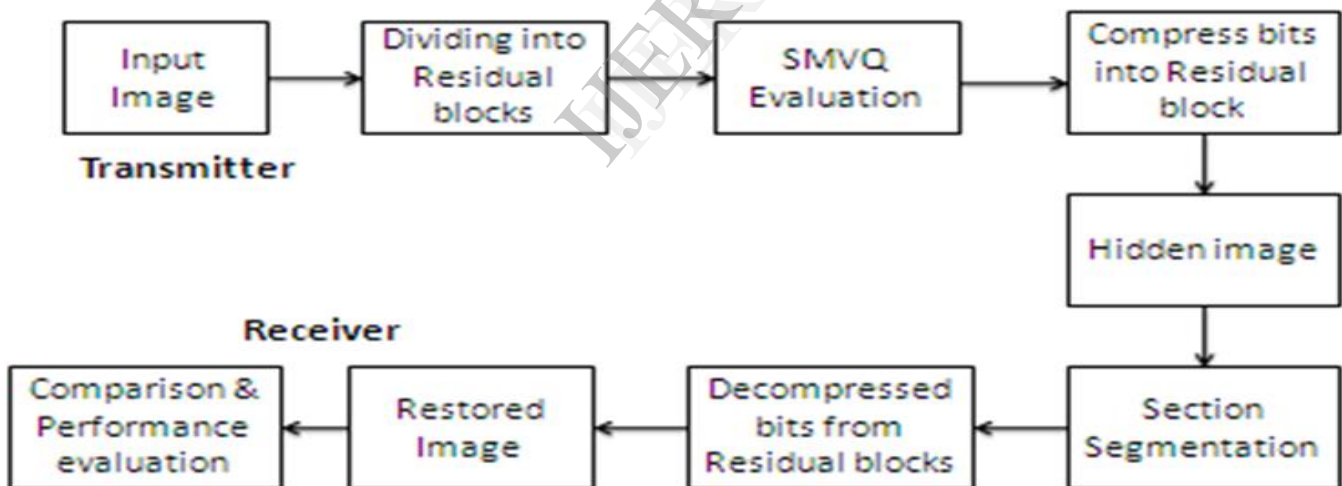 Input
Image
Dividing into
Residual
blocks
SMVQ
Evaluation
Compress bits
into Residual
block
Transmitter
Hidden image
Receiver
Comparison &
Performance
evaluation
Restored
Image
Decompressed
bits from
Residual blocks
Section
Segmentation